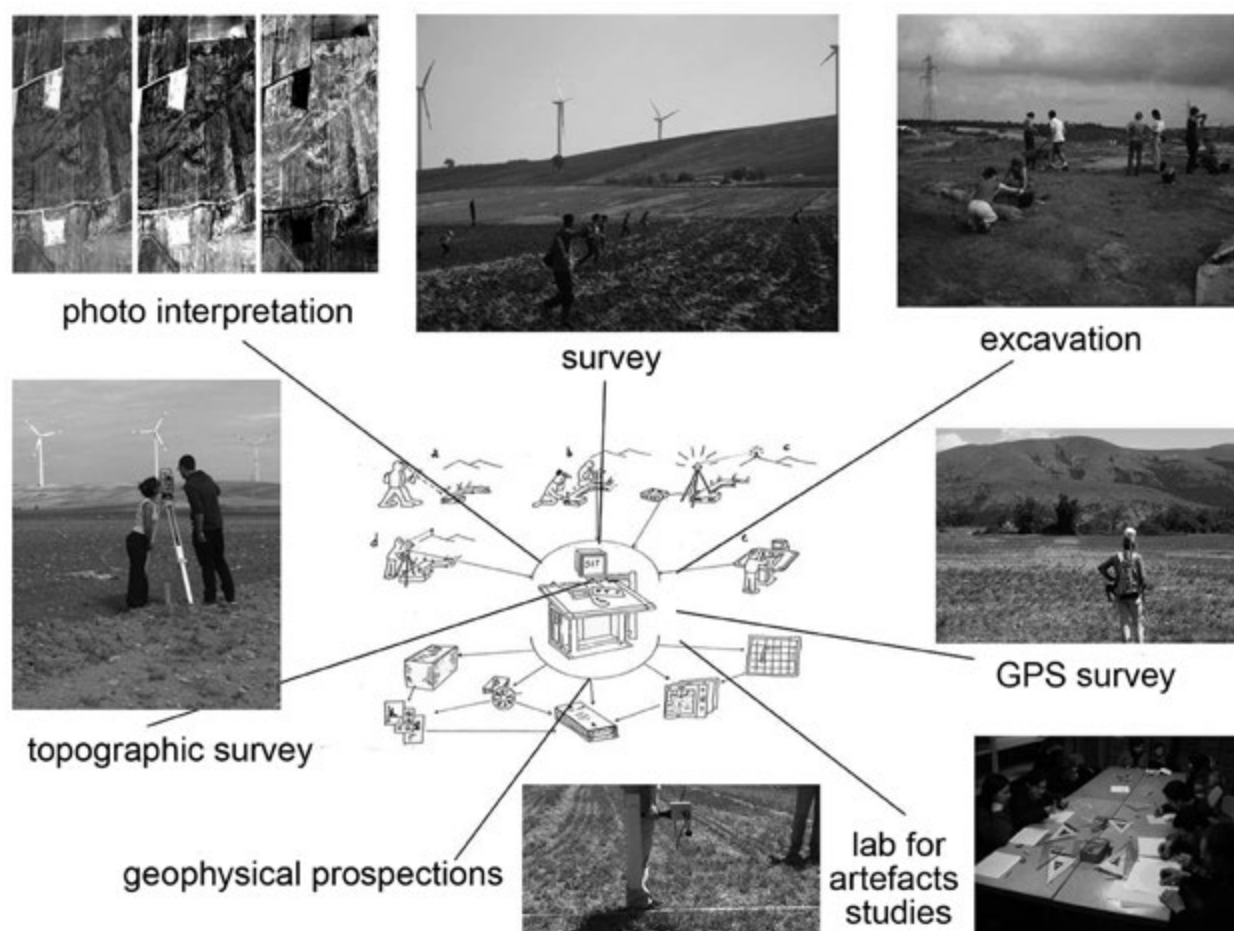 photo interpretation
survey
excavation
a
b
c
d
e
GPS survey
topographic survey
geophysical prospections
lab for
artefacts
studies